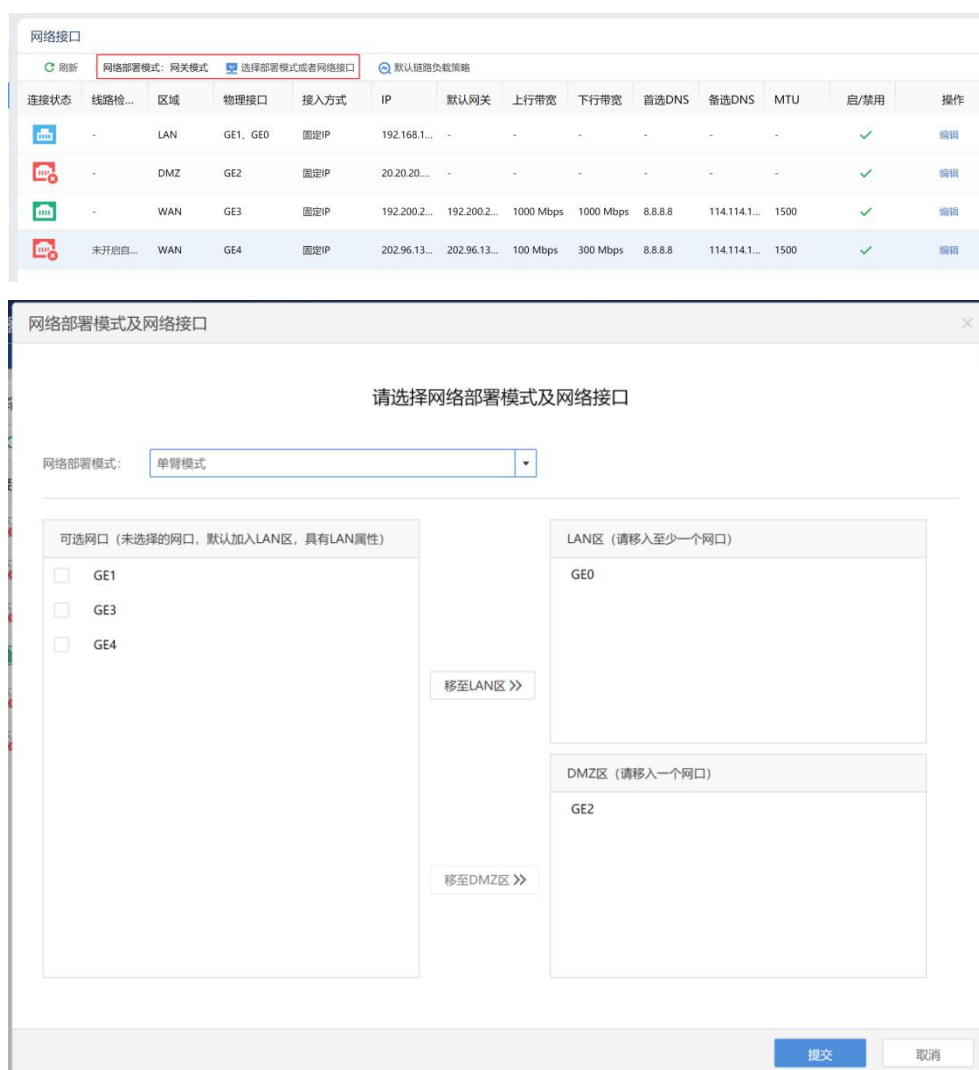 网络接口
刷新 网络部署模式：网关模式 选择部署模式或者网络接口 默认链路负载策略
连接状态 线路检... 区域 物理接口 接入方式 IP 默认网关 上行带宽 下行带宽 首选DNS 备选DNS MTU 启/禁用 操作
- LAN GE1、GE0 固定IP 192.168.1... - - - - - - 编辑
- DMZ GE2 固定IP 20.20.20.... - - - - - - 编辑
- WAN GE3 固定IP 192.200.2... 192.200.2... 1000 Mbps 1000 Mbps 8.8.8.8 114.114.1... 1500 编辑
未开启自... WAN GE4 固定IP 202.96.13... 202.96.13... 100 Mbps 300 Mbps 8.8.8.8 114.114.1... 1500 编辑
网络部署模式及网络接口
请选择网络部署模式及网络接口
网络部署模式： 单臂模式
可选网口（未选择的网口，默认加入LAN区，具有LAN属性）
GE1
GE3
GE4
移至LAN区
移至DMZ区
LAN区（请移入至少一个网口）
GE0
DMZ区（请移入一个网口）
GE2
提交 取消